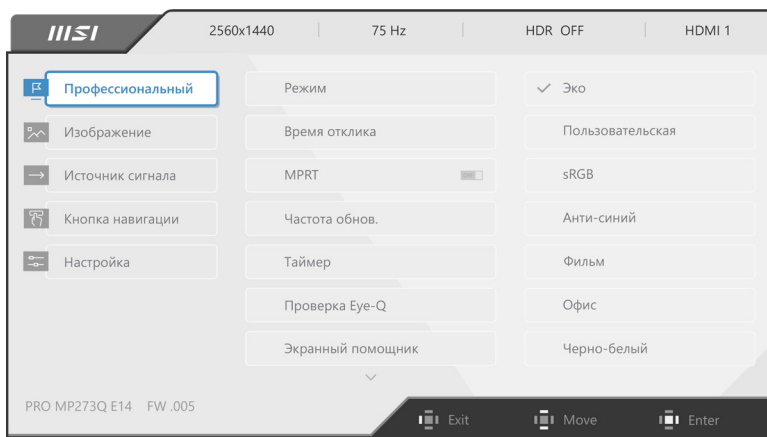 msi 2560x1440 75 Hz HDR OFF HDMI 1
Профессиональный Режим Эко
Изображение Время отклика Пользовательская
Источник сигнала MPRT sRGB
Кнопка навигации Частота обнов. Анти-синий
Настройка Таймер Фильм
Проверка Eye-Q Офис
Экранный помощник Черно-белый
PRO MP273Q E14 FW .005 Exit Move Enter